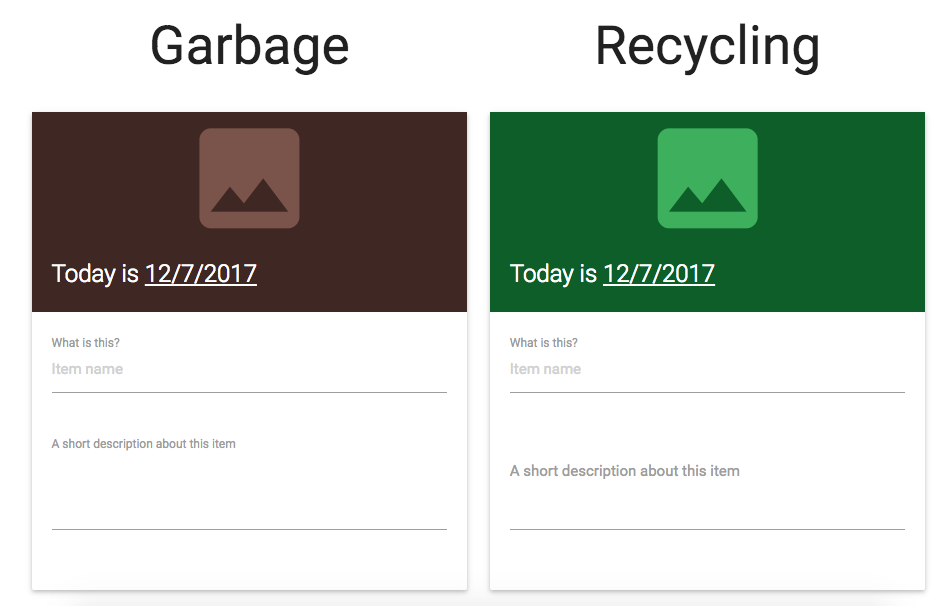 Garbage
Recycling
Today is 12/7/2017
What is this?
Item name
A short description about this item
Today is 12/7/2017
What is this?
Item name
A short description about this item